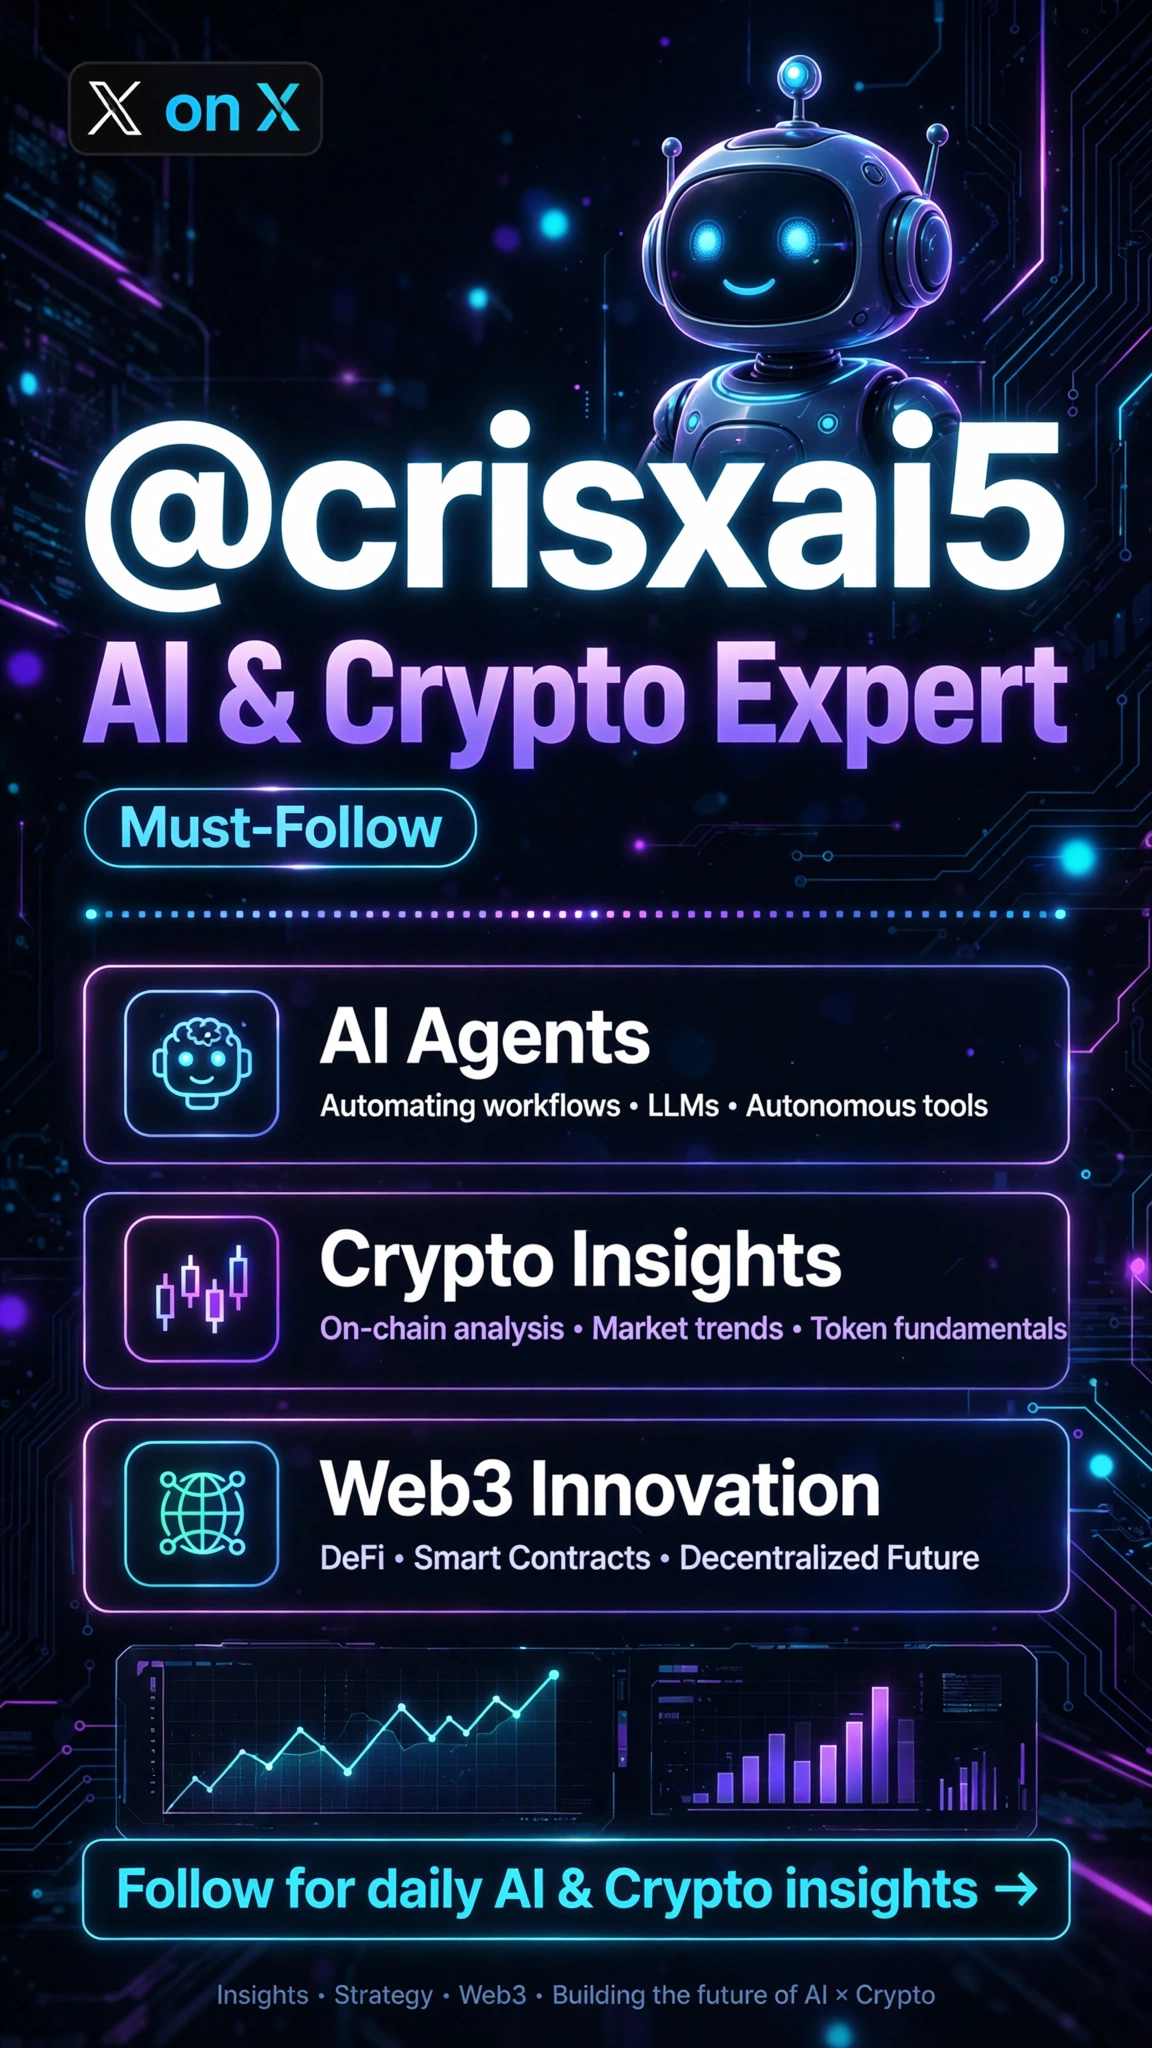 𝕏 on X
@crisxai5
AI & Crypto Expert
Must-Follow
AI Agents
Automating workflows • LLMs • Autonomous tools
Crypto Insights
On-chain analysis • Market trends • Token fundamentals
Web3 Innovation
DeFi • Smart Contracts • Decentralized Future
Follow for daily AI & Crypto insights →
Insights • Strategy • Web3 • Building the future of AI × Crypto